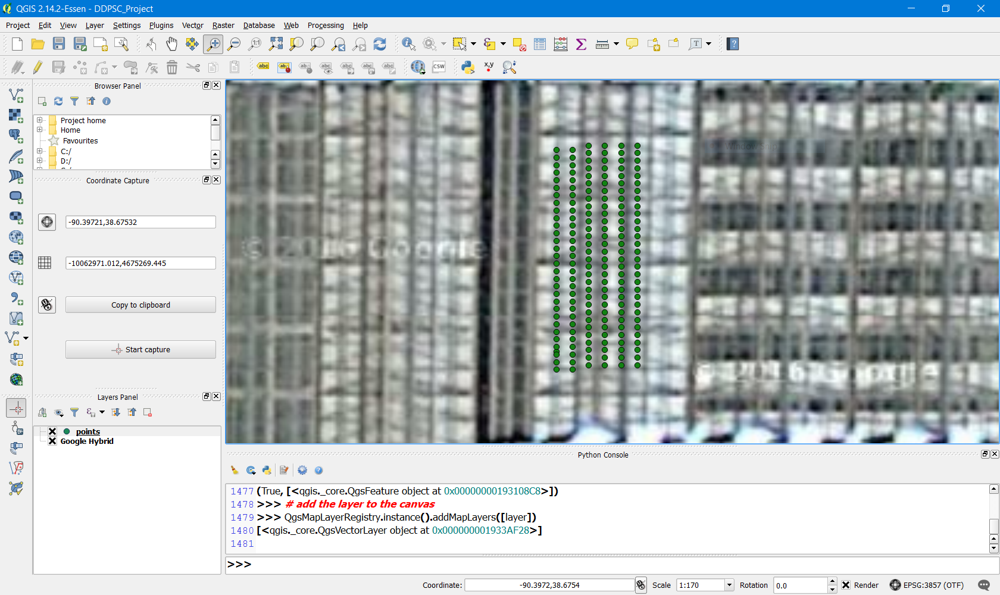 QGIS 2.14.2-Essen - DDPSC_Project
Project Edit View Layer Settings Plugins Vector Raster Database Web Processing Help
Browser Panel
Project home
Home
Favourites
C:/
D:/
Coordinate Capture
-90.39721,38.67532
-10062971.012,4675269.445
Copy to clipboard
Start capture
Layers Panel
points
Google Hybrid
© 2016 Google
Python Console
1477 (True, [<qgis._core.QgsFeature object at 0x00000000193108C8>])
1478 >>> # add the layer to the canvas
1479 >>> QgsMapLayerRegistry.instance().addMapLayers([layer])
1480 [<qgis._core.QgsVectorLayer object at 0x000000001933AF28>]
1481
>>>
Coordinate: -90.3972,38.6754 Scale 1:170 Rotation 0.0 Render EPSG:3857 (OTF)